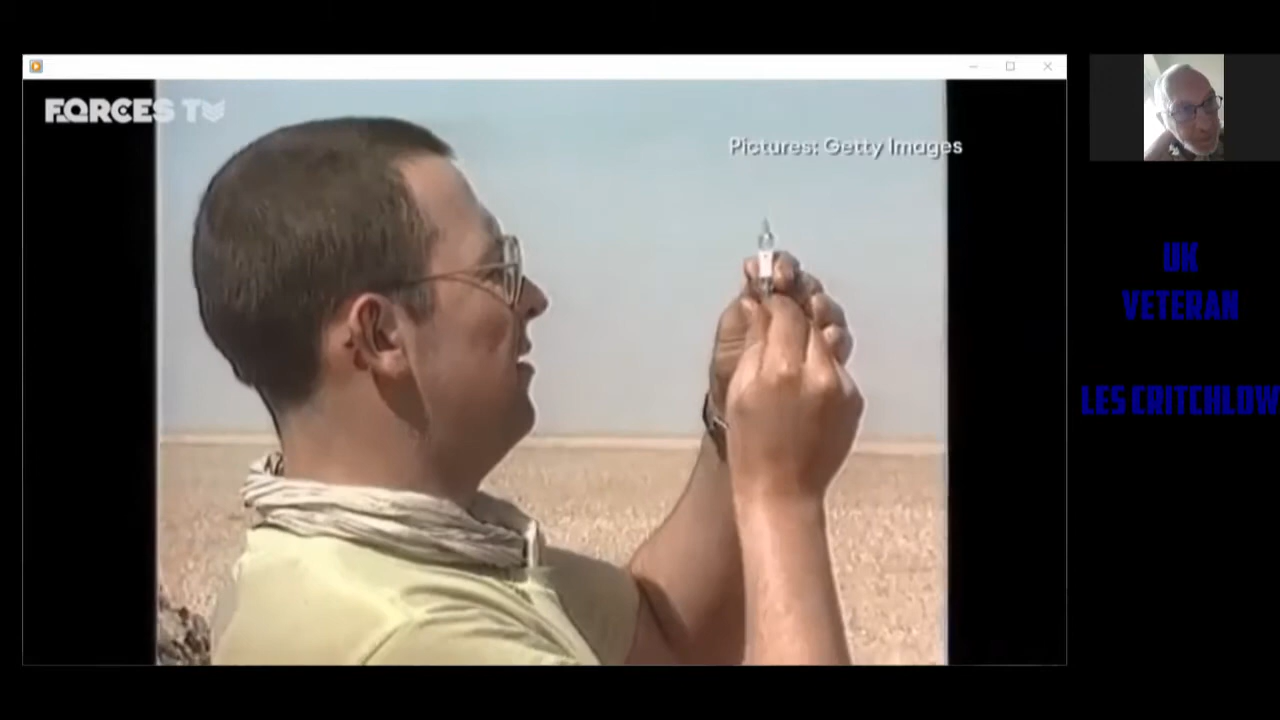 FORCES TV
Pictures: Getty Images
UK
VETERAN
LES CRITCHLOW